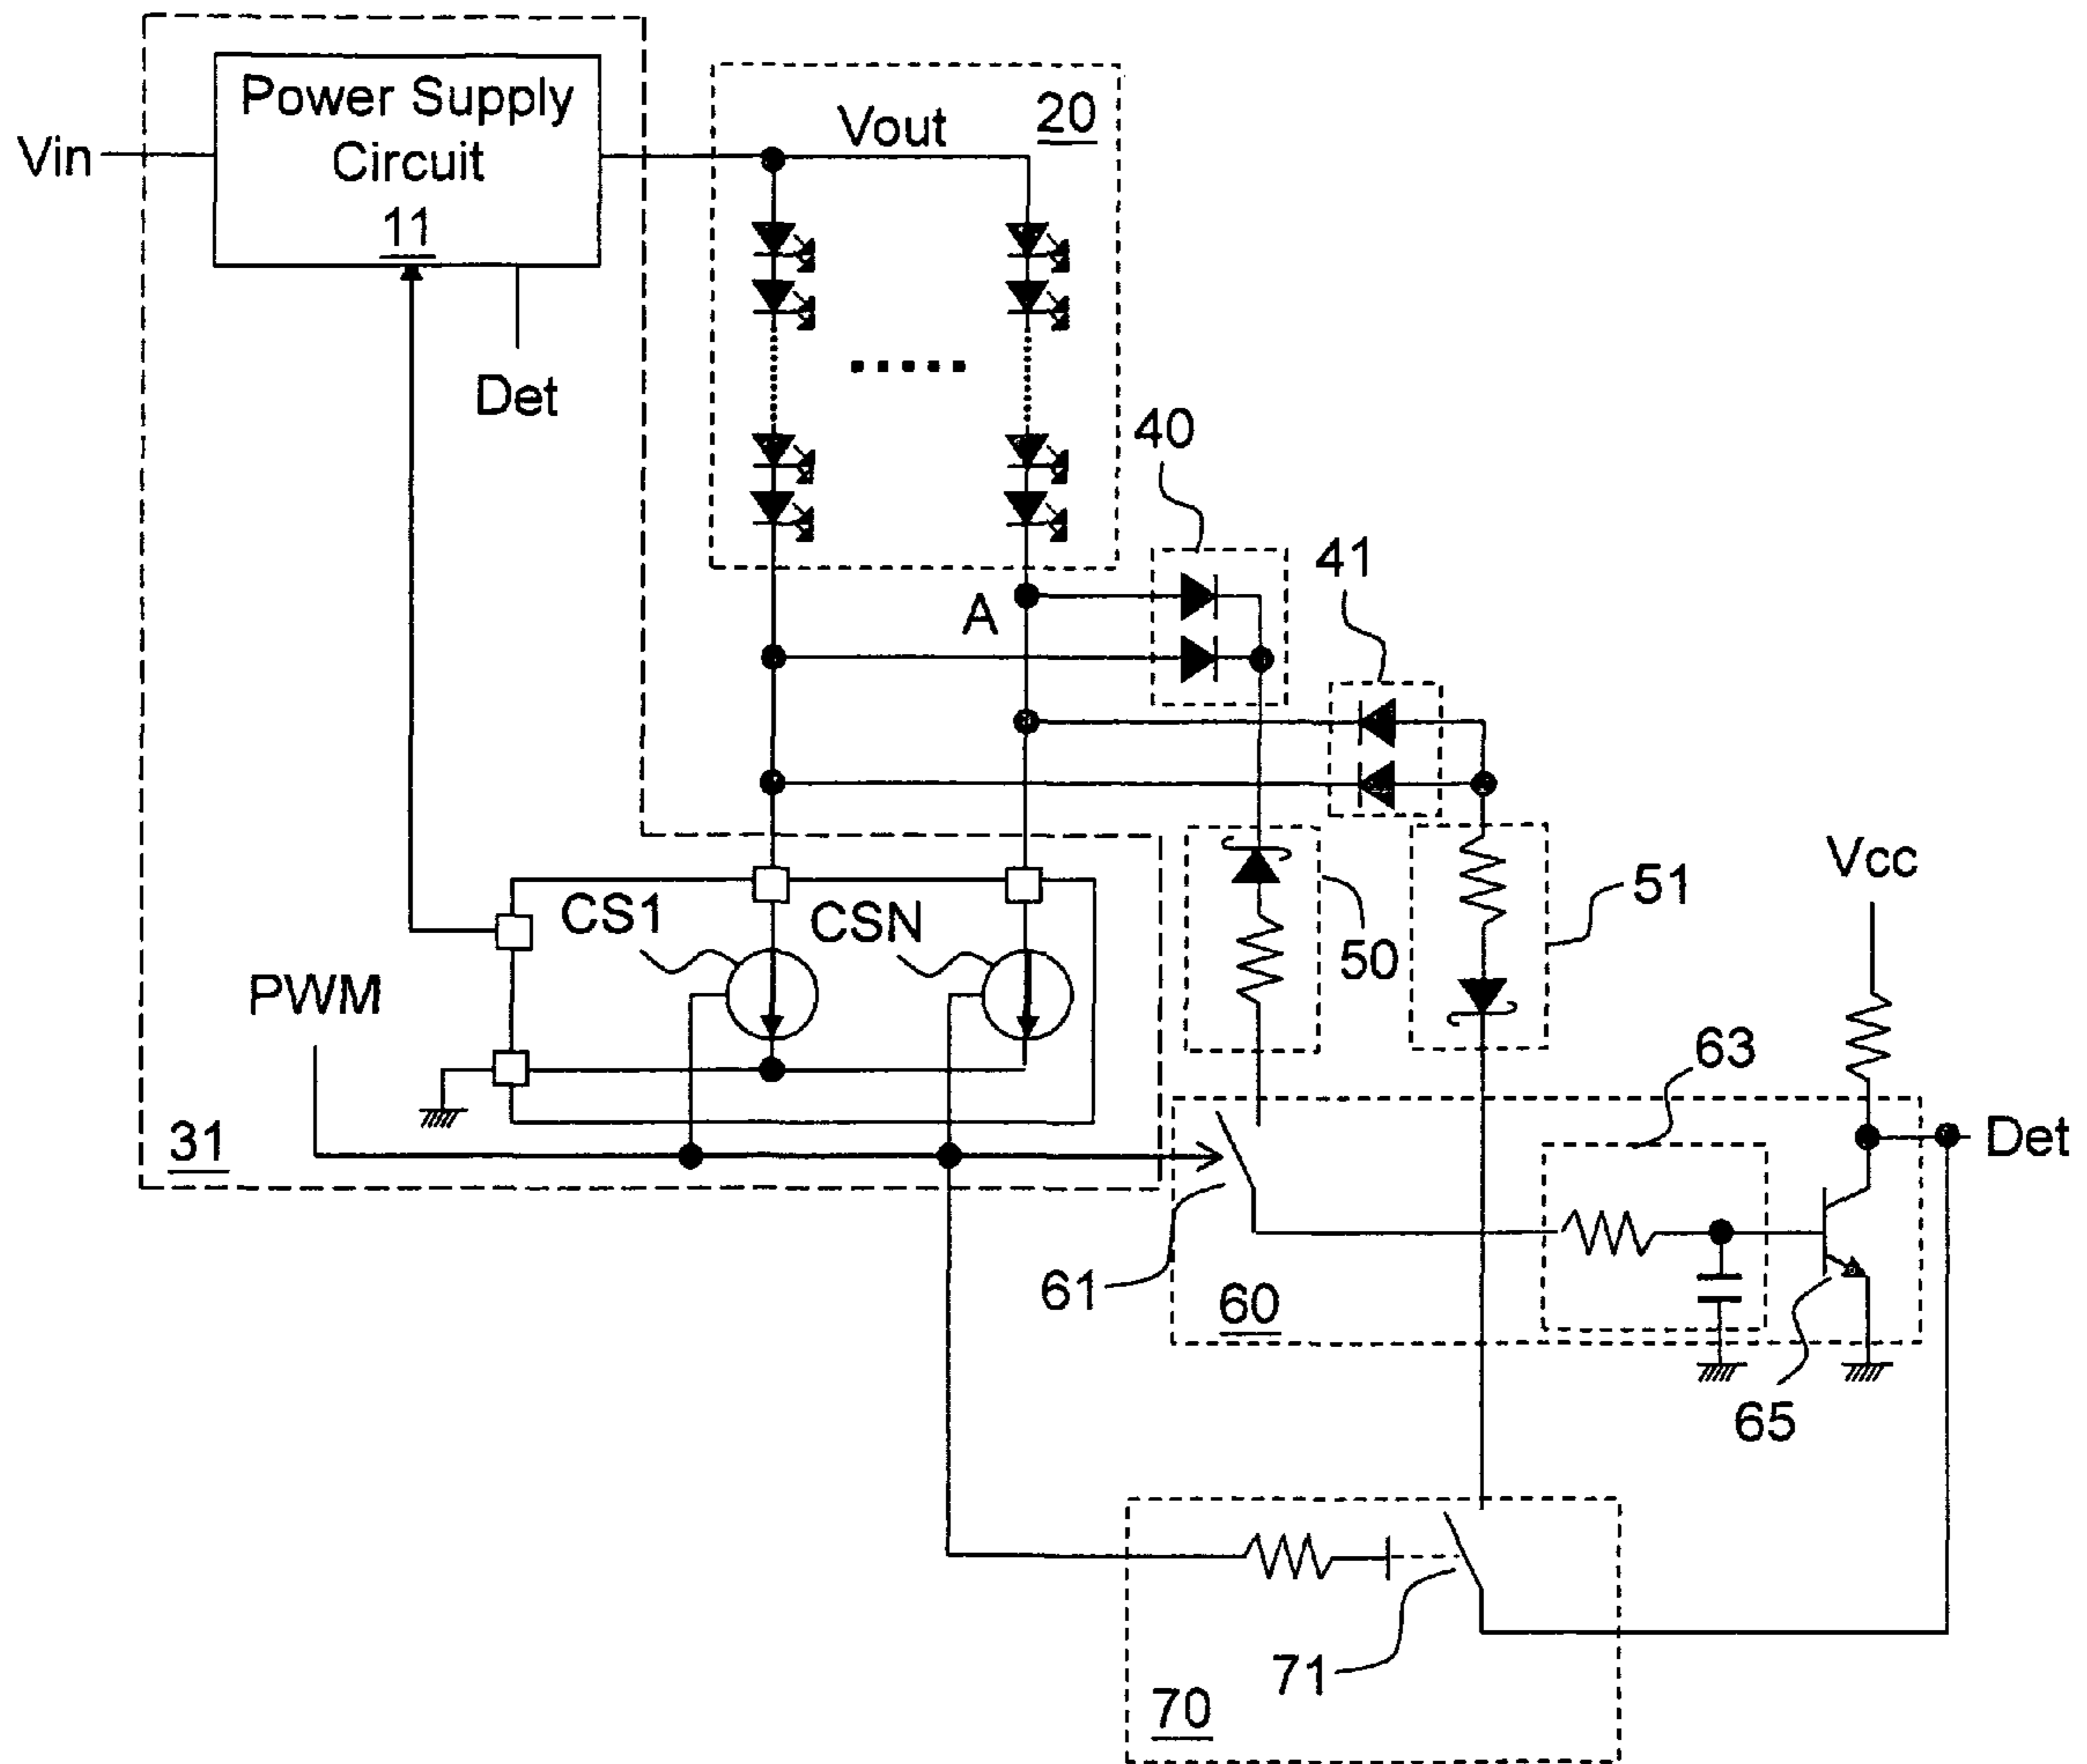 Power Supply
Circuit
11
Vin
Vout
20
Det
40
41
A
Vcc
CS1
CSN
50
51
PWM
63
31
Det
61
60
65
71
70